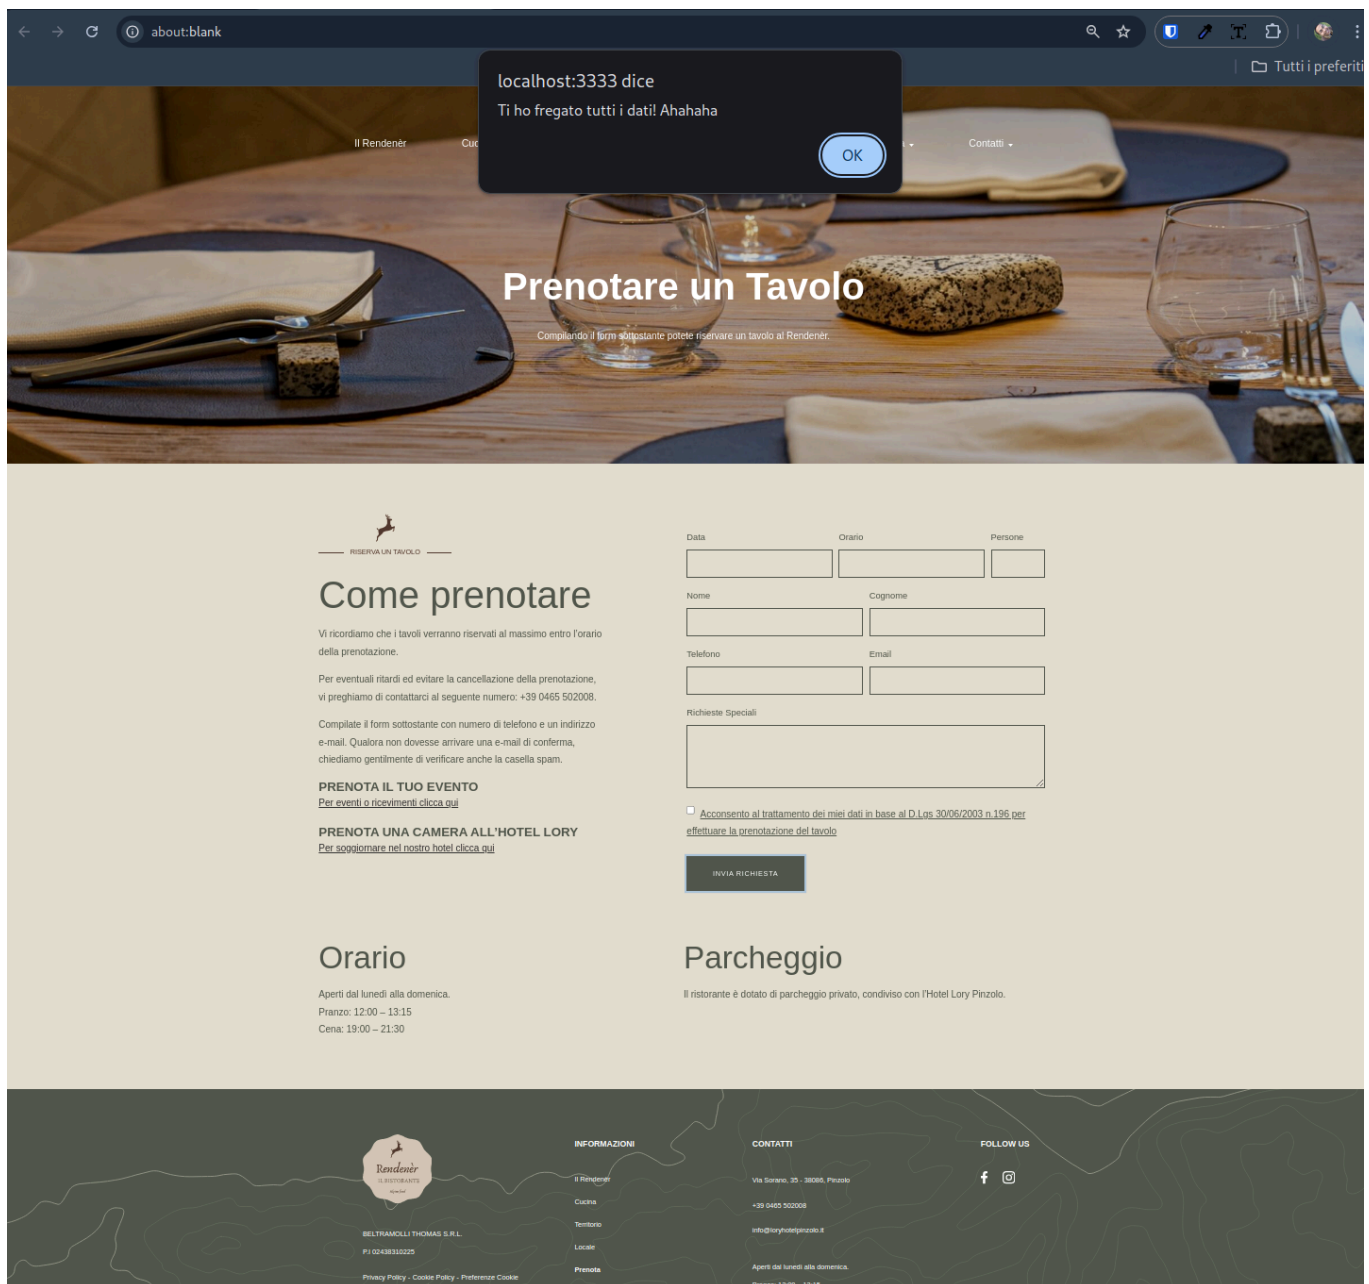 about:blank
Tutti i preferiti
localhost:3333 dice
Ti ho fregato tutti i dati! Ahahaha
OK
Il Rendenèr
Contatti
Prenotare un Tavolo
Compilando il form sottostante potete riservare un tavolo al Rendenèr.
RISERVA UN TAVOLO
Come prenotare
Vi ricordiamo che i tavoli verranno riservati al massimo entro l'orario
della prenotazione.
Per eventuali ritardi ed evitare la cancellazione della prenotazione,
vi preghiamo di contattarci al seguente numero: +39 0465 502008.
Compilate il form sottostante con numero di telefono e un indirizzo
e-mail. Qualora non dovesse arrivare una e-mail di conferma,
chiediamo gentilmente di verificare anche la casella spam.
PRENOTA IL TUO EVENTO
Per eventi o ricevimenti clicca qui
PRENOTA UNA CAMERA ALL'HOTEL LORY
Per soggiornare nel nostro hotel clicca qui
Data Orario Persone
Nome Cognome
Telefono Email
Richieste Speciali
Acconsento al trattamento dei miei dati in base al D.Lgs 30/06/2003 n.196 per
effettuare la prenotazione del tavolo
INVIA RICHIESTA
Orario
Aperti dal lunedì alla domenica.
Pranzo: 12:00 – 13:15
Cena: 19:00 – 21:30
Parcheggio
Il ristorante è dotato di parcheggio privato, condiviso con l'Hotel Lory Pinzolo.
Rendenèr
IL RISTORANTE
BELTRAMOLLI THOMAS S.R.L.
P.I 02438310225
Privacy Policy - Cookie Policy - Preferenze Cookie
INFORMAZIONI
Il Rendenèr
Cucina
Territorio
Locale
Prenota
CONTATTI
Via Sorano, 35 - 38086, Pinzolo
+39 0465 502008
info@loryhotelpinzolo.it
Aperti dal lunedì alla domenica.
FOLLOW US